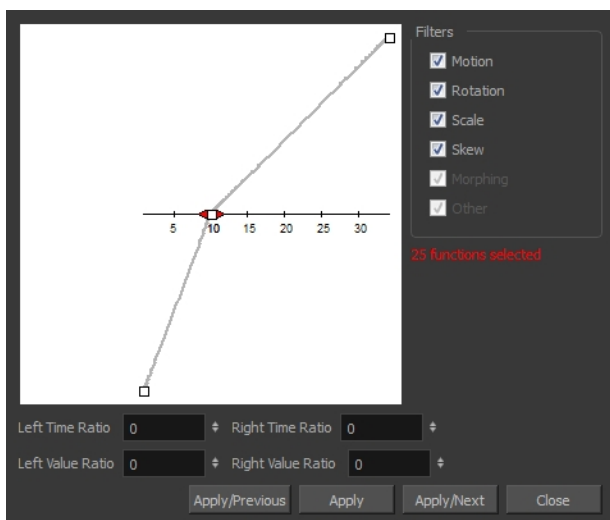 Filters
Motion
Rotation
Scale
Skew
Morphing
Other
5 10 15 20 25 30
25 functions selected
Left Time Ratio 0 Right Time Ratio 0
Left Value Ratio 0 Right Value Ratio 0
Apply/Previous Apply Apply/Next Close